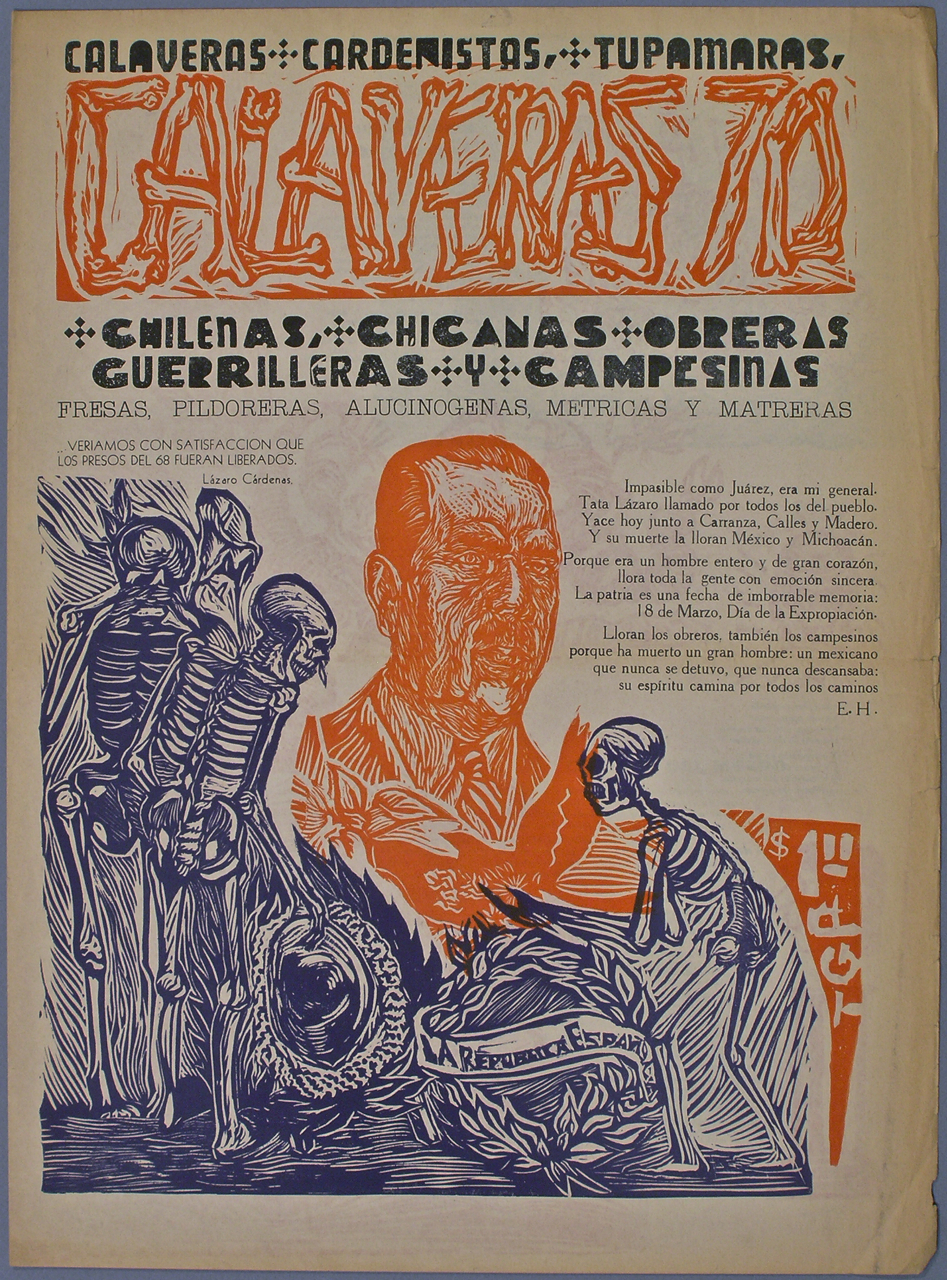 CALAVERAS CARDENISTAS, TUPAMARAS,
CALAVERAS 70
CHILENAS, CHICANAS OBRERAS
GUERRILLERAS Y CAMPESINAS
FRESAS, PILDORERAS, ALUCINOGENAS, METRICAS Y MATRERAS
.. VERIAMOS CON SATISFACCION QUE
LOS PRESOS DEL 68 FUERAN LIBERADOS.
Lázaro Cárdenas.
Impasible como Juárez, era mi general.
Tata Lázaro llamado por todos los del pueblo.
Yace hoy junto a Carranza, Calles y Madero.
Y su muerte la lloran México y Michoacán.
Porque era un hombre entero y de gran corazón,
llora toda la gente con emoción sincera
La patria es una fecha de imborrable memoria:
18 de Marzo, Día de la Expropiación.
Lloran los obreros, también los campesinos
porque ha muerto un gran hombre: un mexicano
que nunca se detuvo, que nunca descansaba:
su espíritu camina por todos los caminos
E. H.
$ 1"
d
G
T
LA REPUBLICA ESPAÑ